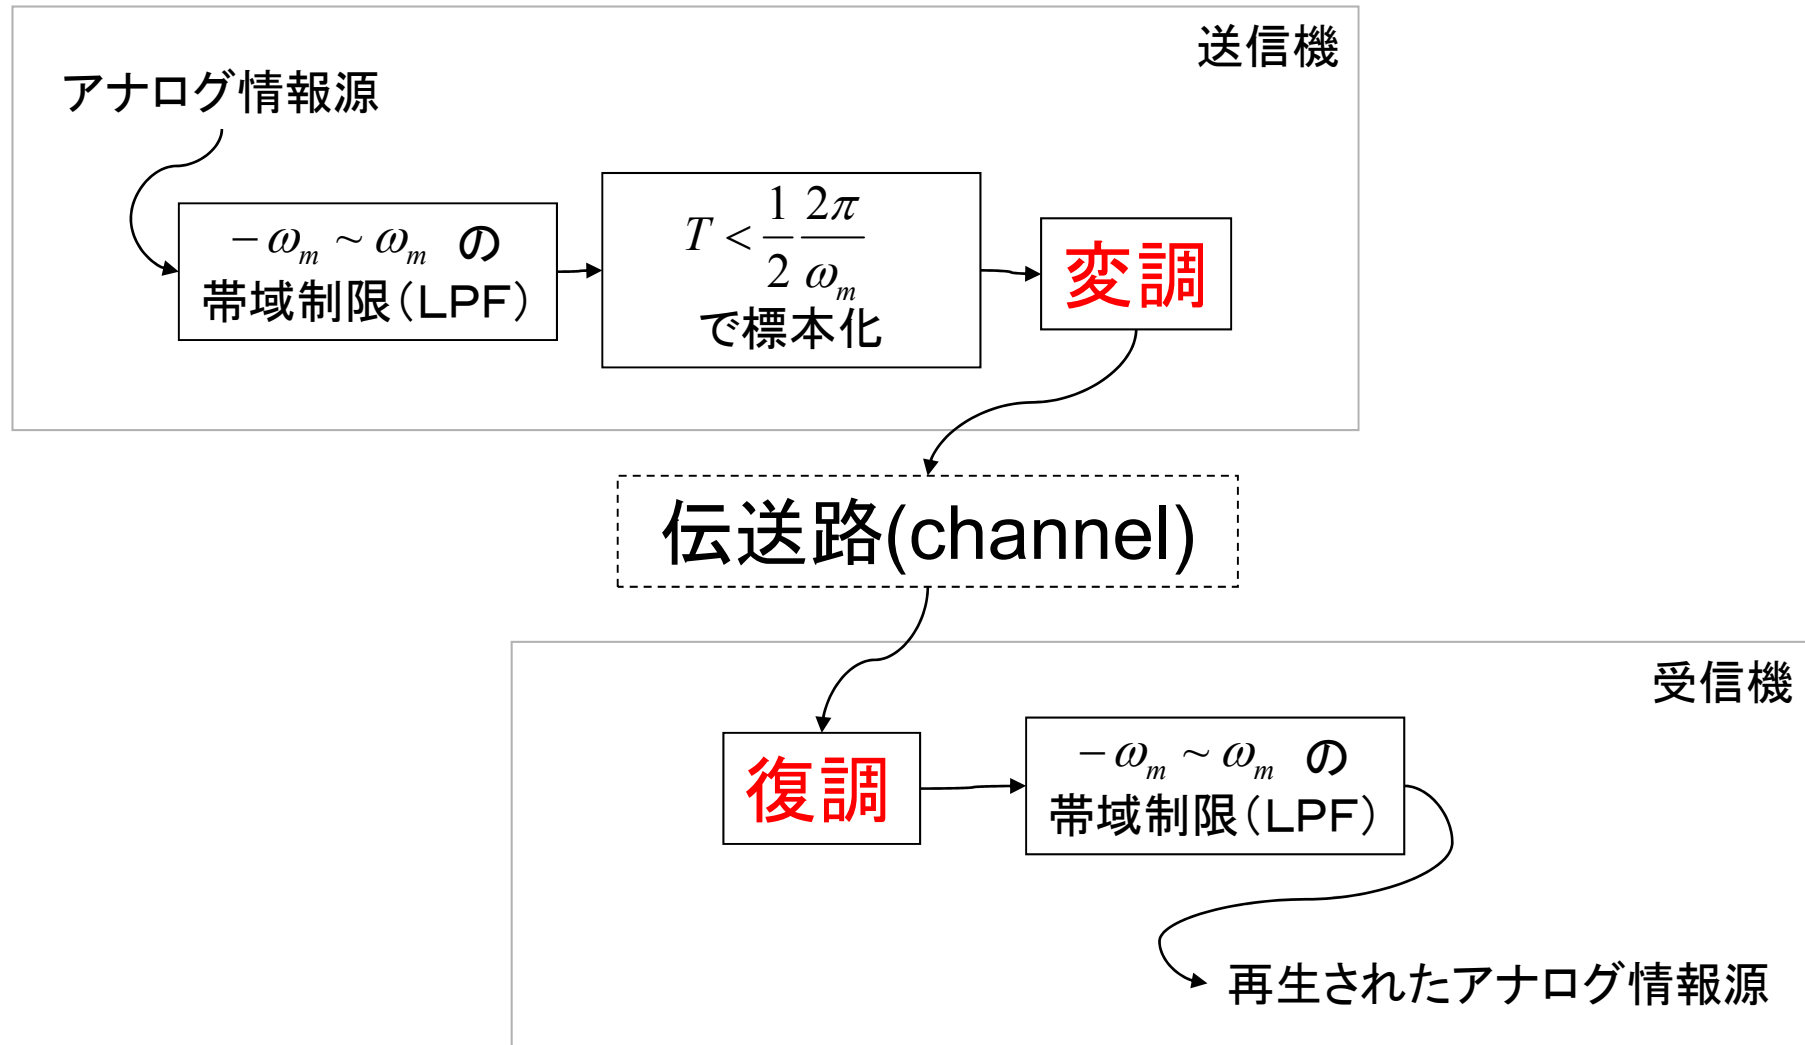 送信機
アナログ情報源
−ω_m ~ ω_m の
帯域制限(LPF)
T < \frac{1}{2} \frac{2π}{ω_m}
で標本化
変調
伝送路(channel)
受信機
復調
−ω_m ~ ω_m の
帯域制限(LPF)
再生されたアナログ情報源